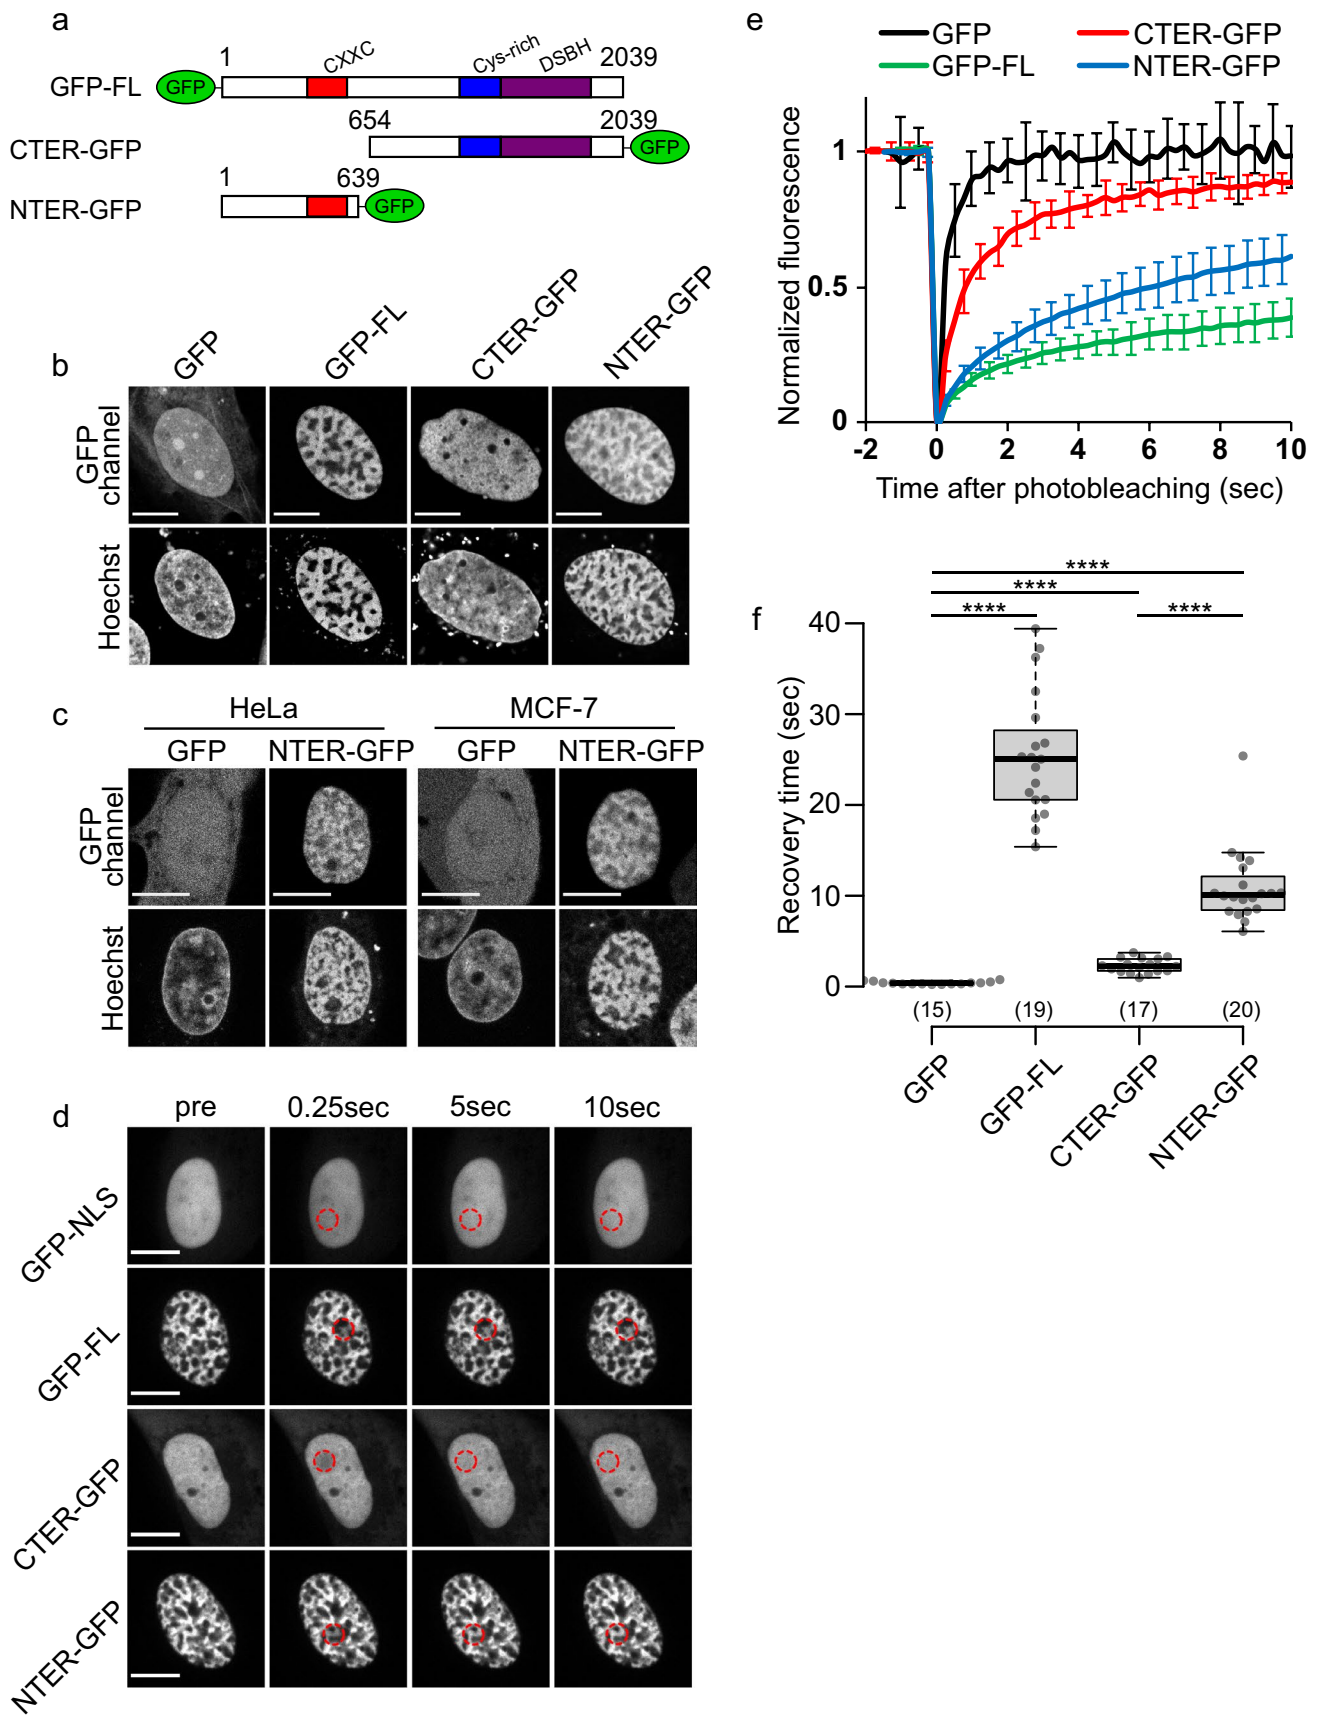 a
1 CXXC Cys-rich DSBH 2039
GFP-FL GFP
654 2039
CTER-GFP GFP
1 639
NTER-GFP GFP
b
GFP GFP-FL CTER-GFP NTER-GFP
GFP
channel
Hoechst
c
HeLa MCF-7
GFP NTER-GFP GFP NTER-GFP
GFP
channel
Hoechst
d
pre 0.25sec 5sec 10sec
GFP-NLS
GFP-FL
CTER-GFP
NTER-GFP
e
GFP CTER-GFP
GFP-FL NTER-GFP
Normalized fluorescence
1
0.5
0
-2 0 2 4 6 8 10
Time after photobleaching (sec)
f
****
****
**** ****
Recovery time (sec)
40
30
20
10
0
(15) (19) (17) (20)
GFP GFP-FL CTER-GFP NTER-GFP